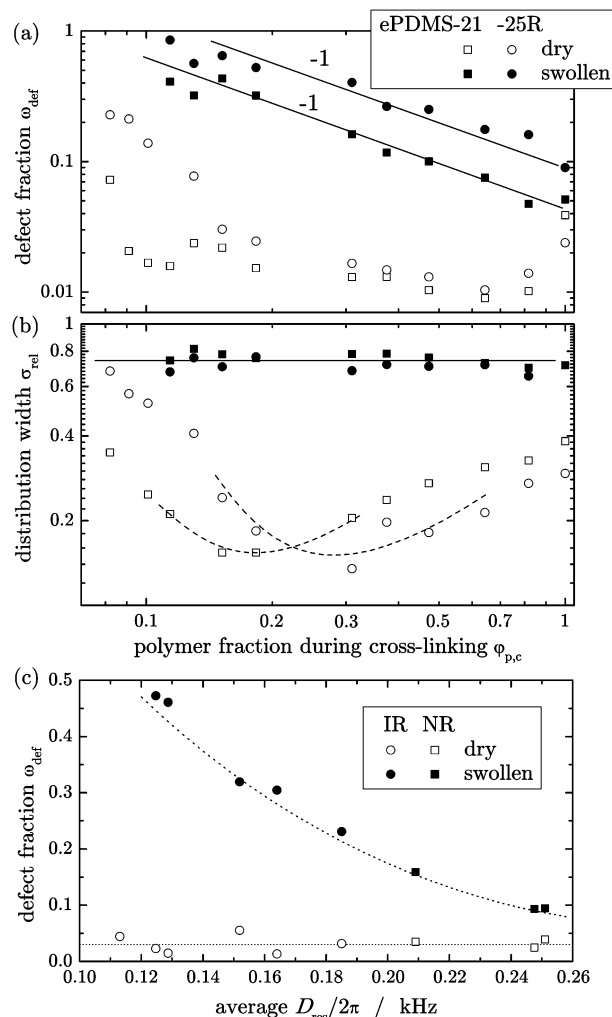 (a)
ePDMS-21 -25R
dry
swollen
1
0.1
0.01
defect fraction ω_def
-1
-1
(b)
1
0.8
0.4
0.2
distribution width σ_rel
0.1 0.2 0.3 0.5 0.7 1
polymer fraction during cross-linking φ_p,c
(c)
IR NR
dry
swollen
0.5
0.4
0.3
0.2
0.1
0.0
defect fraction ω_def
0.10 0.12 0.14 0.16 0.18 0.20 0.22 0.24 0.26
average D_res/2π / kHz